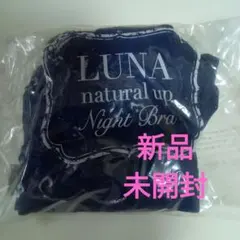 LUNA
natural up
Night Bra
新品
未開封